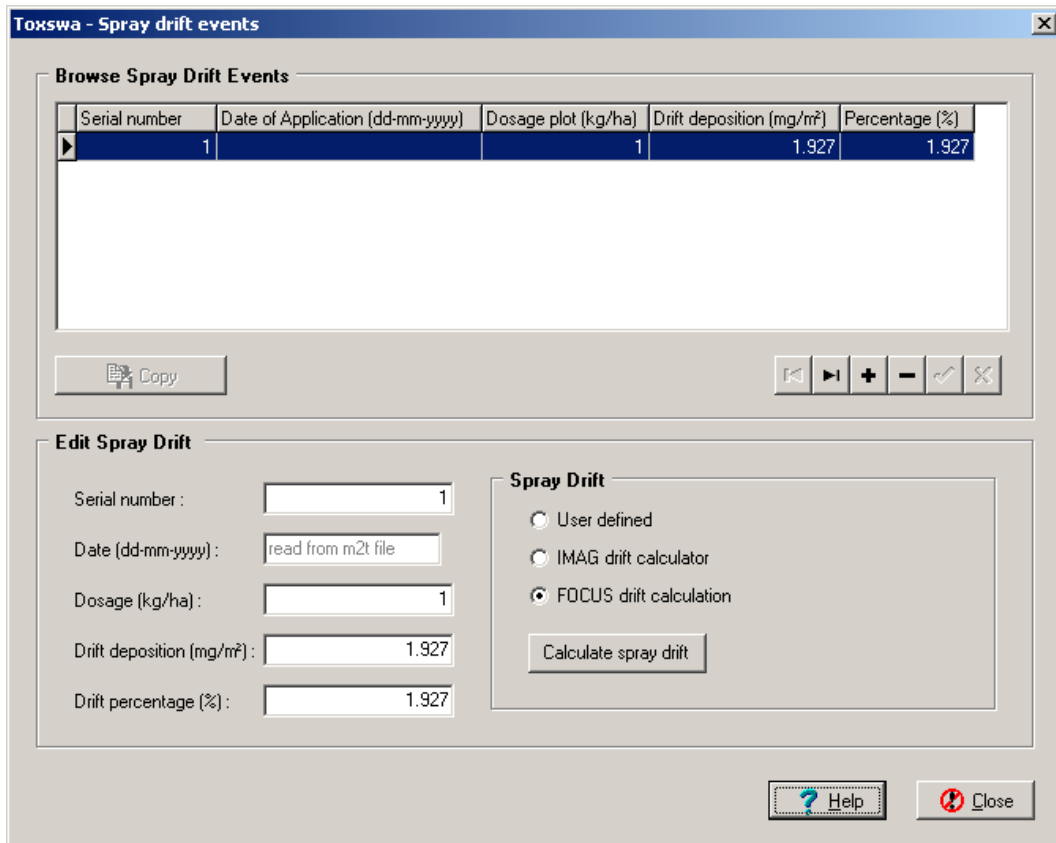 Toxswa - Spray drift events
Browse Spray Drift Events
Serial number Date of Application (dd-mm-yyyy) Dosage plot (kg/ha) Drift deposition (mg/m²) Percentage (%)
1 1 1.927 1.927
Copy
Edit Spray Drift
Serial number : 1
Date (dd-mm-yyyy) : read from m2t file
Dosage (kg/ha) : 1
Drift deposition (mg/m²) : 1.927
Drift percentage (%) : 1.927
Spray Drift
User defined
IMAG drift calculator
FOCUS drift calculation
Calculate spray drift
Help Close